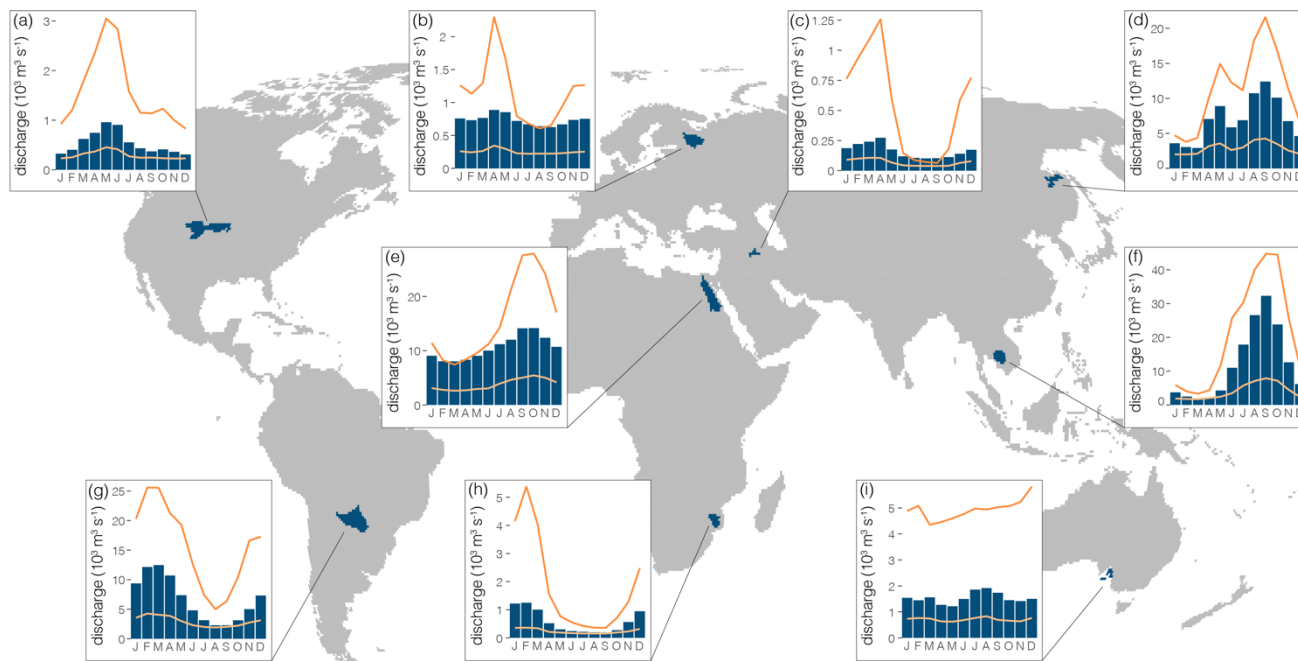 (a)
discharge (10³ m³ s⁻¹)
3
2
1
0
J F M A M J J A S O N D
(b)
discharge (10³ m³ s⁻¹)
2
1.5
1
0.5
0
J F M A M J J A S O N D
(c)
discharge (10³ m³ s⁻¹)
1.25
1
0.75
0.5
0.25
0
J F M A M J J A S O N D
(d)
discharge (10³ m³ s⁻¹)
20
15
10
5
0
J F M A M J J A S O N D
(e)
discharge (10³ m³ s⁻¹)
20
10
0
J F M A M J J A S O N D
(f)
discharge (10³ m³ s⁻¹)
40
30
20
10
0
J F M A M J J A S O N D
(g)
discharge (10³ m³ s⁻¹)
25
20
15
10
5
0
J F M A M J J A S O N D
(h)
discharge (10³ m³ s⁻¹)
5
4
3
2
1
0
J F M A M J J A S O N D
(i)
discharge (10³ m³ s⁻¹)
5
4
3
2
1
0
J F M A M J J A S O N D